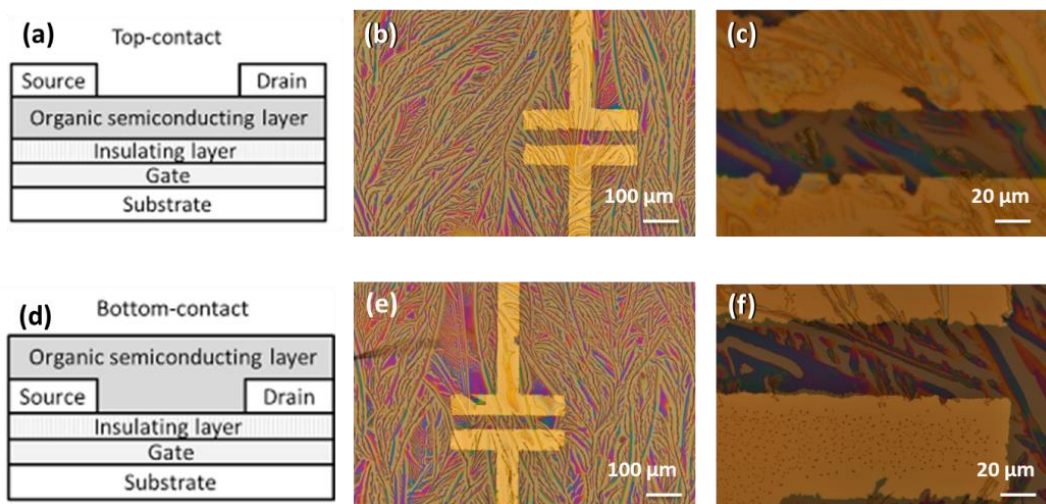 (a)
Top-contact
Source
Drain
Organic semiconducting layer
Insulating layer
Gate
Substrate
(b)
100 µm
(c)
20 µm
(d)
Bottom-contact
Organic semiconducting layer
Source
Drain
Insulating layer
Gate
Substrate
(e)
100 µm
(f)
20 µm